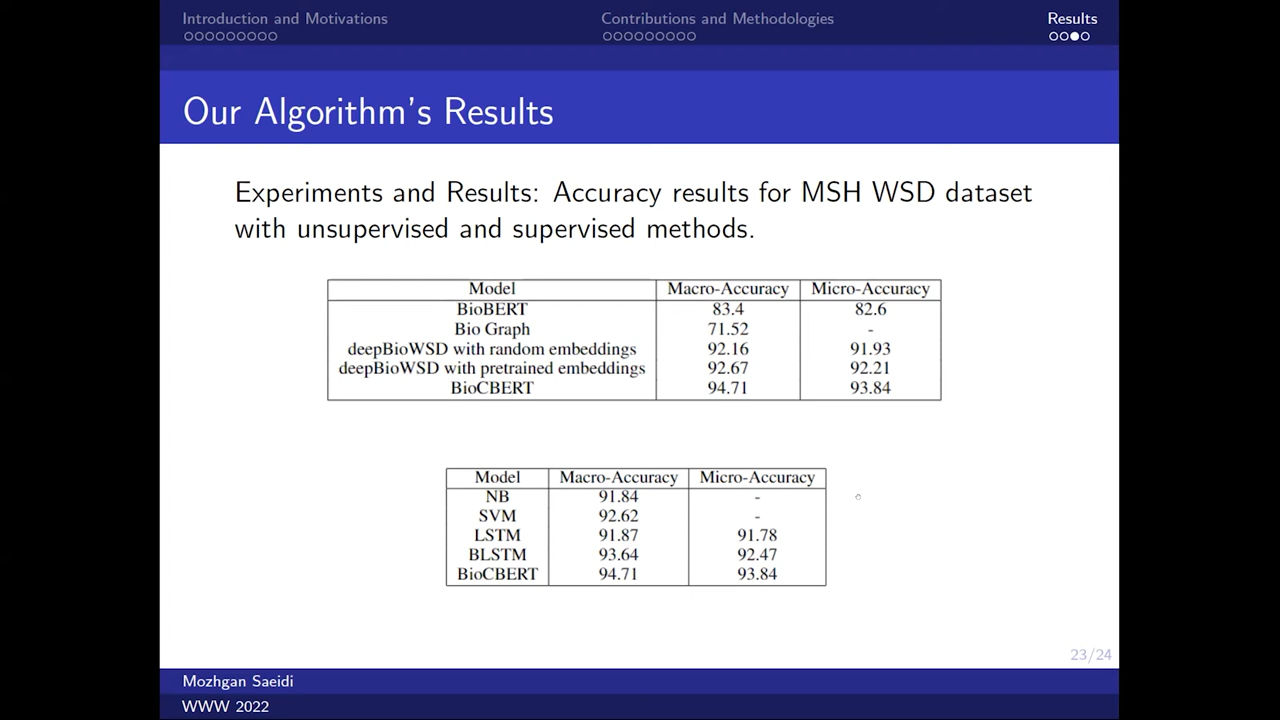 Introduction and Motivations Contributions and Methodologies Results
Our Algorithm's Results
Experiments and Results: Accuracy results for MSH WSD dataset
with unsupervised and supervised methods.
Model Macro-Accuracy Micro-Accuracy
BioBERT 83.4 82.6
Bio Graph 71.52 -
deepBioWSD with random embeddings 92.16 91.93
deepBioWSD with pretrained embeddings 92.67 92.21
BioCBERT 94.71 93.84
Model Macro-Accuracy Micro-Accuracy
NB 91.84 -
SVM 92.62 -
LSTM 91.87 91.78
BLSTM 93.64 92.47
BioCBERT 94.71 93.84
23/24
Mozhgan Saeidi
WWW 2022